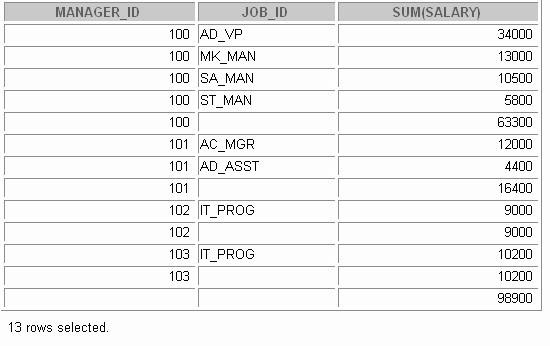 MANAGER_ID JOB_ID SUM(SALARY)
100 AD_VP 34000
100 MK_MAN 13000
100 SA_MAN 10500
100 ST_MAN 5800
100 63300
101 AC_MGR 12000
101 AD_ASST 4400
101 16400
102 IT_PROG 9000
102 9000
103 IT_PROG 10200
103 10200
98900
13 rows selected.